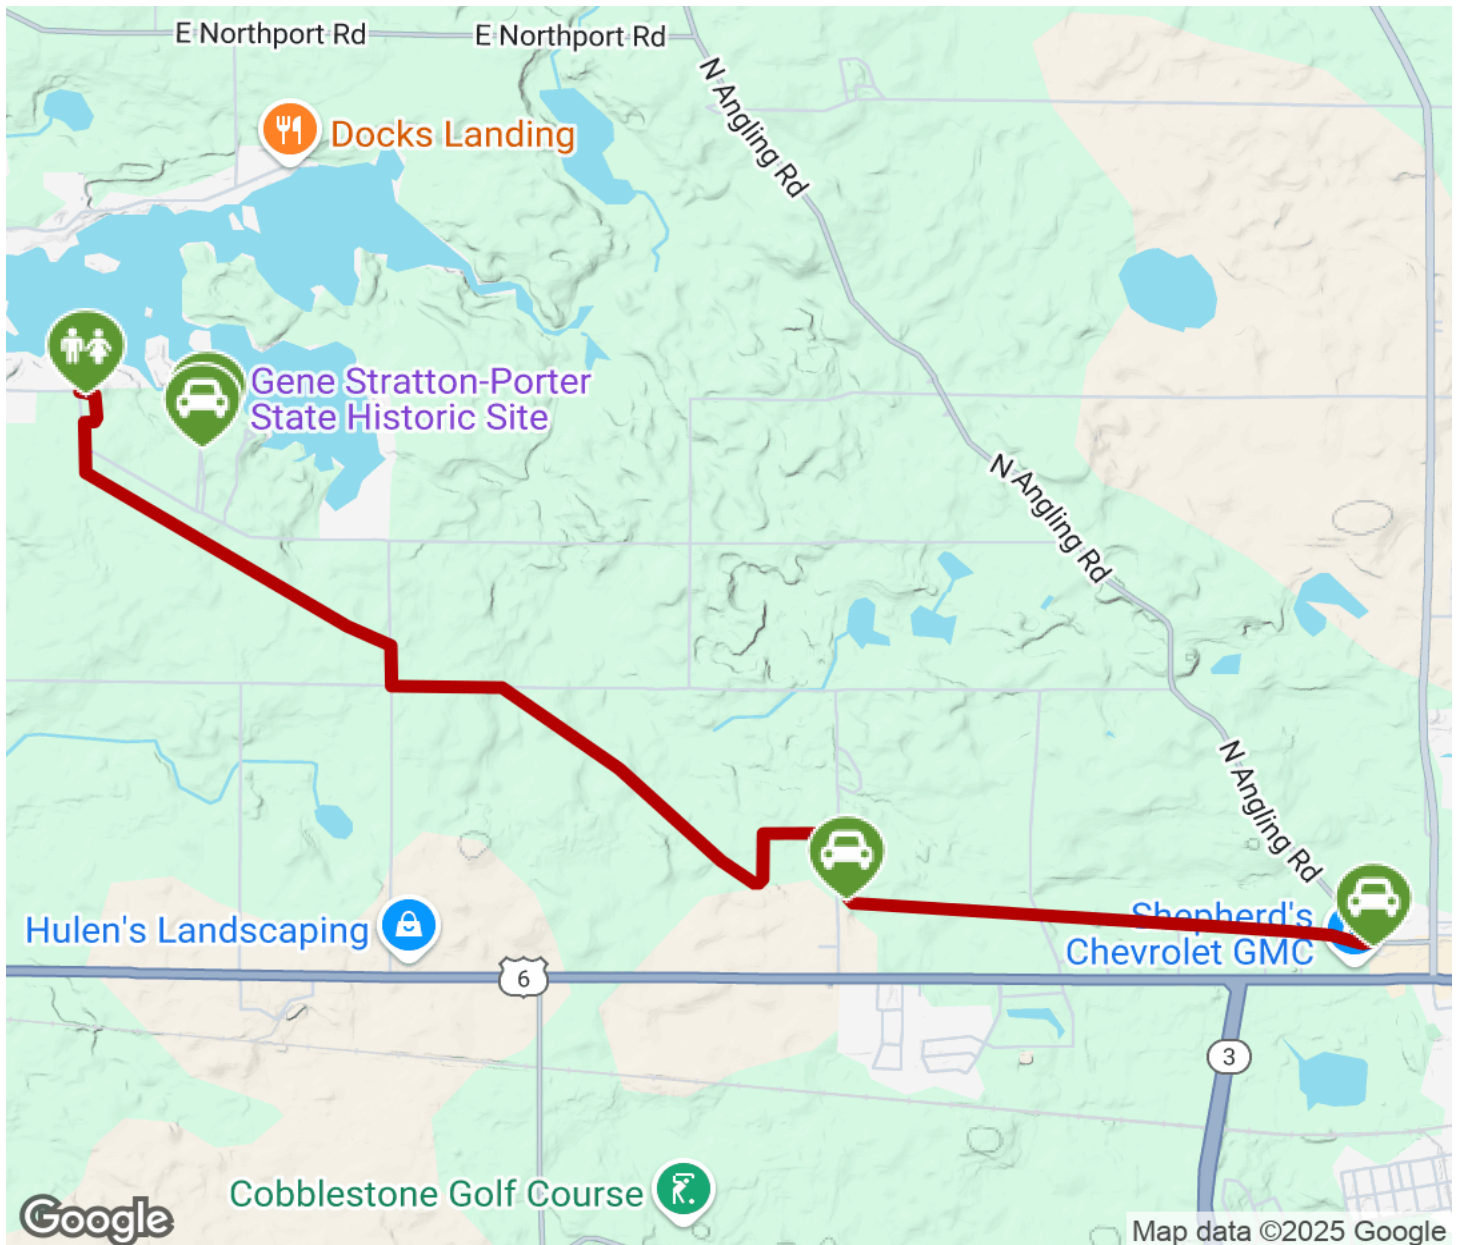 E Northport Rd
E Northport Rd
N Angling Rd
Docks Landing
Gene Stratton-Porter
State Historic Site
N Angling Rd
N Angling Rd
Shepherd's
Chevrolet GMC
Hulen's Landscaping
6
3
Cobblestone Golf Course
Google
Map data ©2025 Google